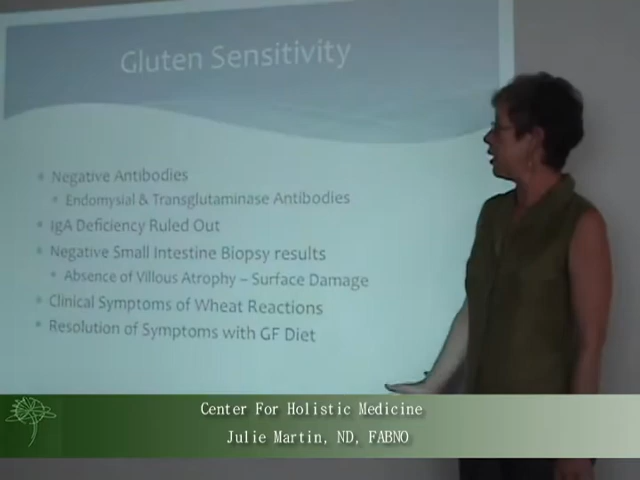 Gluten Sensitivity
Negative Antibodies
Endomysial & Transglutaminase Antibodies
IgA Deficiency Ruled Out
Negative Small Intestine Biopsy results
Absence of Villous Atrophy – Surface Damage
Clinical Symptoms of Wheat Reactions
Resolution of Symptoms with GF Diet
Center For Holistic Medicine
Julie Martin, ND, FABNO